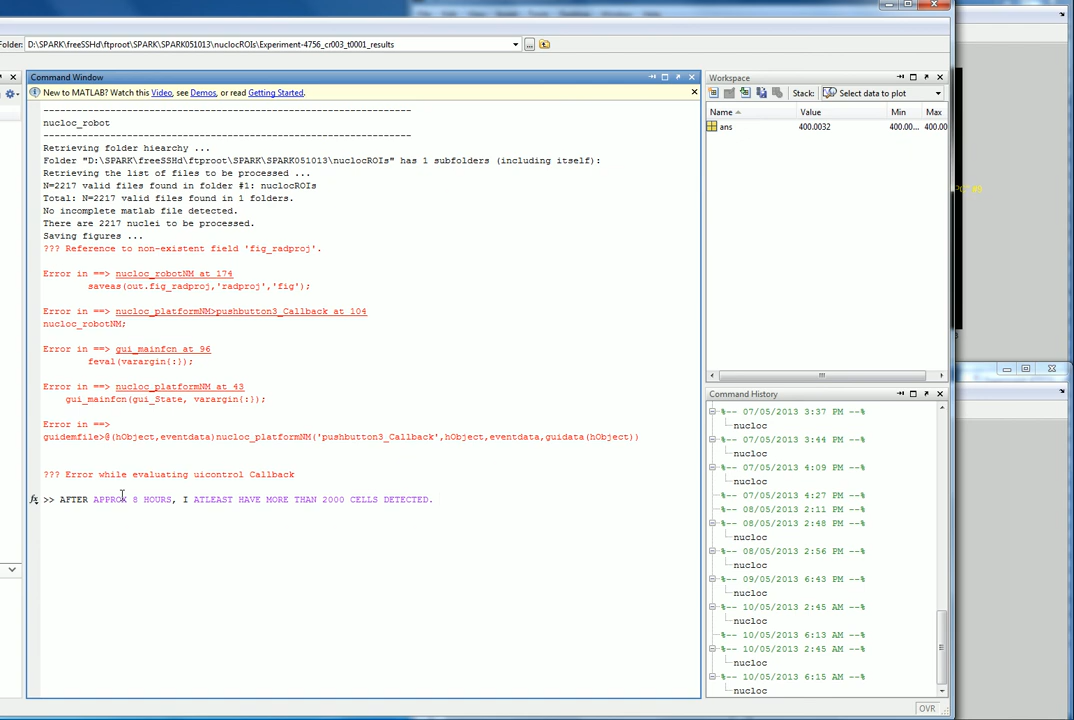 Folder: D:\SPARK\freeSSHd\ftproot\SPARK\SPARK051013\nuclocROIs\Experiment-4756_cr003_t0001_results
Command Window
New to MATLAB? Watch this Video, see Demos, or read Getting Started.
nucloc_robot
Retrieving folder hiearchy ...
Folder "D:\SPARK\freeSSHd\ftproot\SPARK\SPARK051013\nuclocROIs" has 1 subfolders (including itself):
Retrieving the list of files to be processed ...
N=2217 valid files found in folder #1: nuclocROIs
Total: N=2217 valid files found in 1 folders.
No incomplete matlab file detected.
There are 2217 nuclei to be processed.
Saving figures ...
??? Reference to non-existent field 'fig_radproj'.
Error in ==> nucloc_robotNM at 174
saveas(out.fig_radproj,'radproj','fig');
Error in ==> nucloc_platformNM>pushbutton3_Callback at 104
nucloc_robotNM;
Error in ==> gui_mainfcn at 96
feval(varargin{:});
Error in ==> nucloc_platformNM at 43
gui_mainfcn(gui_State, varargin{:});
Error in ==>
guidemfile>@(hObject,eventdata)nucloc_platformNM('pushbutton3_Callback',hObject,eventdata,guidata(hObject))
??? Error while evaluating uicontrol Callback
fx >> AFTER APPROX 8 HOURS, I ATLEAST HAVE MORE THAN 2000 CELLS DETECTED.
Workspace
Stack: Select data to plot
Name Value Min Max
ans 400.0032 400.00... 400.00
Command History
%-- 07/05/2013 3:37 PM --%
nucloc
%-- 07/05/2013 3:44 PM --%
nucloc
%-- 07/05/2013 4:09 PM --%
nucloc
%-- 07/05/2013 4:27 PM --%
%-- 08/05/2013 2:11 PM --%
%-- 08/05/2013 2:48 PM --%
nucloc
%-- 08/05/2013 2:56 PM --%
nucloc
%-- 09/05/2013 6:43 PM --%
nucloc
%-- 10/05/2013 2:45 AM --%
nucloc
%-- 10/05/2013 6:13 AM --%
%-- 10/05/2013 2:45 AM --%
nucloc
%-- 10/05/2013 6:15 AM --%
nucloc
OVR